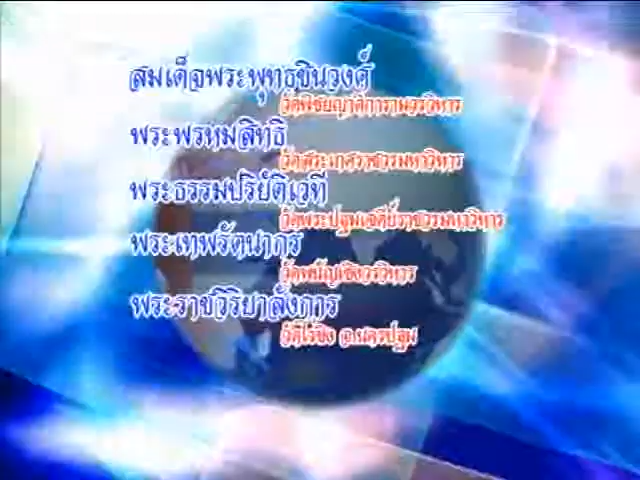 สมเด็จพระพุทธชินวงศ์
วัดพิชยญาติการามวรวิหาร
พระพรหมสิทธิ
วัดสระเกศราชวรมหาวิหาร
พระธรรมปริยัติเวที
วัดพระปฐมเจดีย์ราชวรมหาวิหาร
พระเทพรัตนากร
วัดพนัญเชิงวรวิหาร
พระราชวิริยาลังการ
วัดไร่ขิง จ.นครปฐม